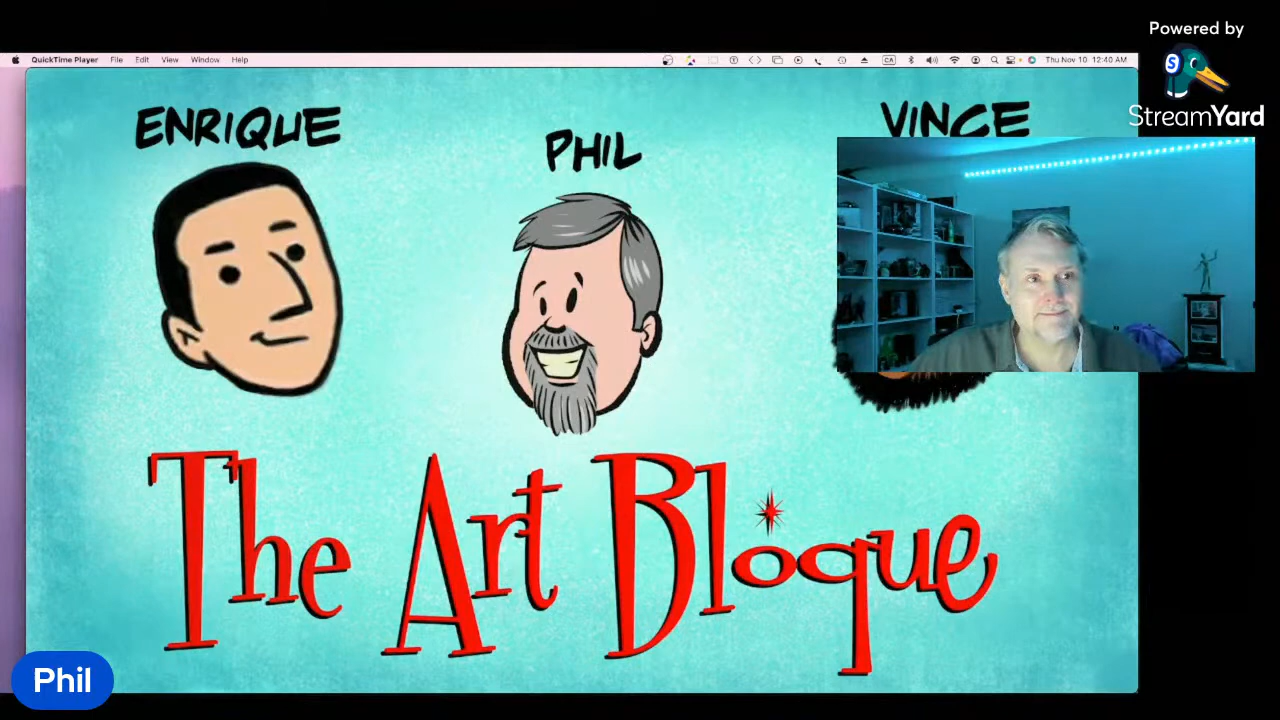 Powered by
StreamYard
QuickTime Player File Edit View Window Help
CA
Thu Nov 10 12:40 AM
ENRIQUE
PHIL
VINCE
The Art Bloque
Phil